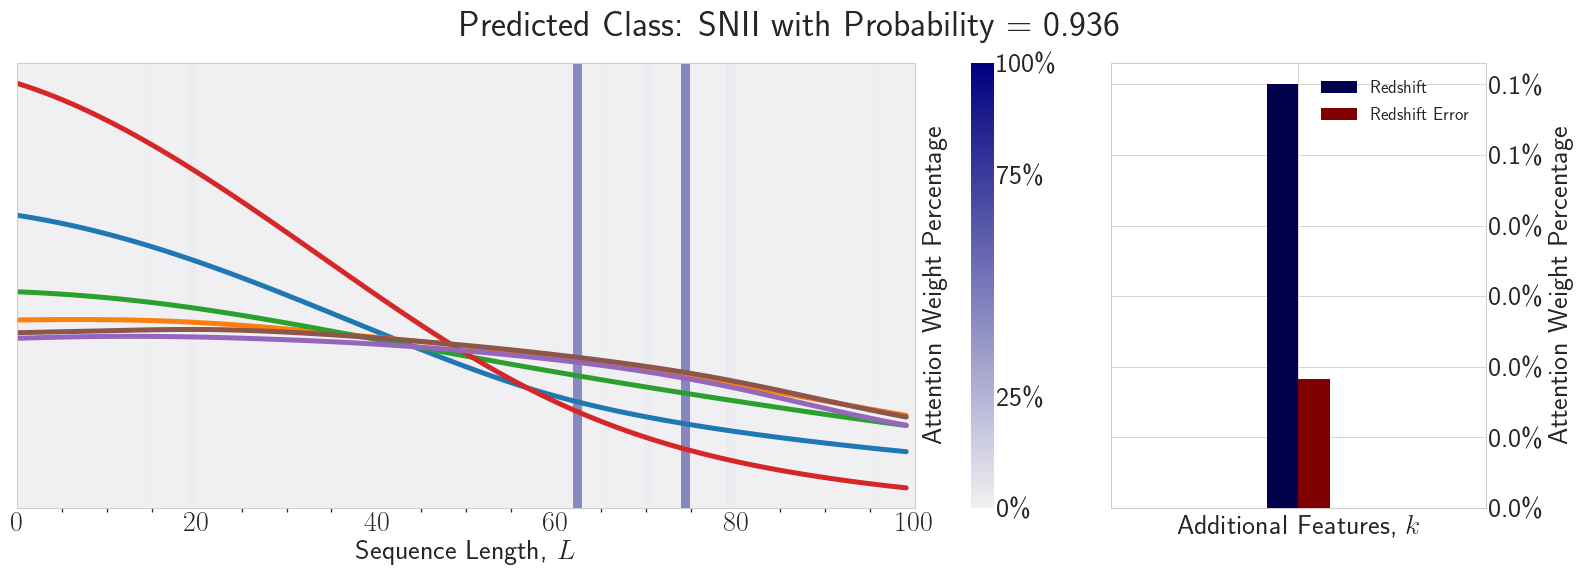 Predicted Class: SNII with Probability = 0.936
0
20
40
60
80
100
Sequence Length, L
Attention Weight Percentage
100%
75%
25%
0%
Redshift
Redshift Error
0.1%
0.1%
0.0%
0.0%
0.0%
0.0%
0.0%
Attention Weight Percentage
Additional Features, k